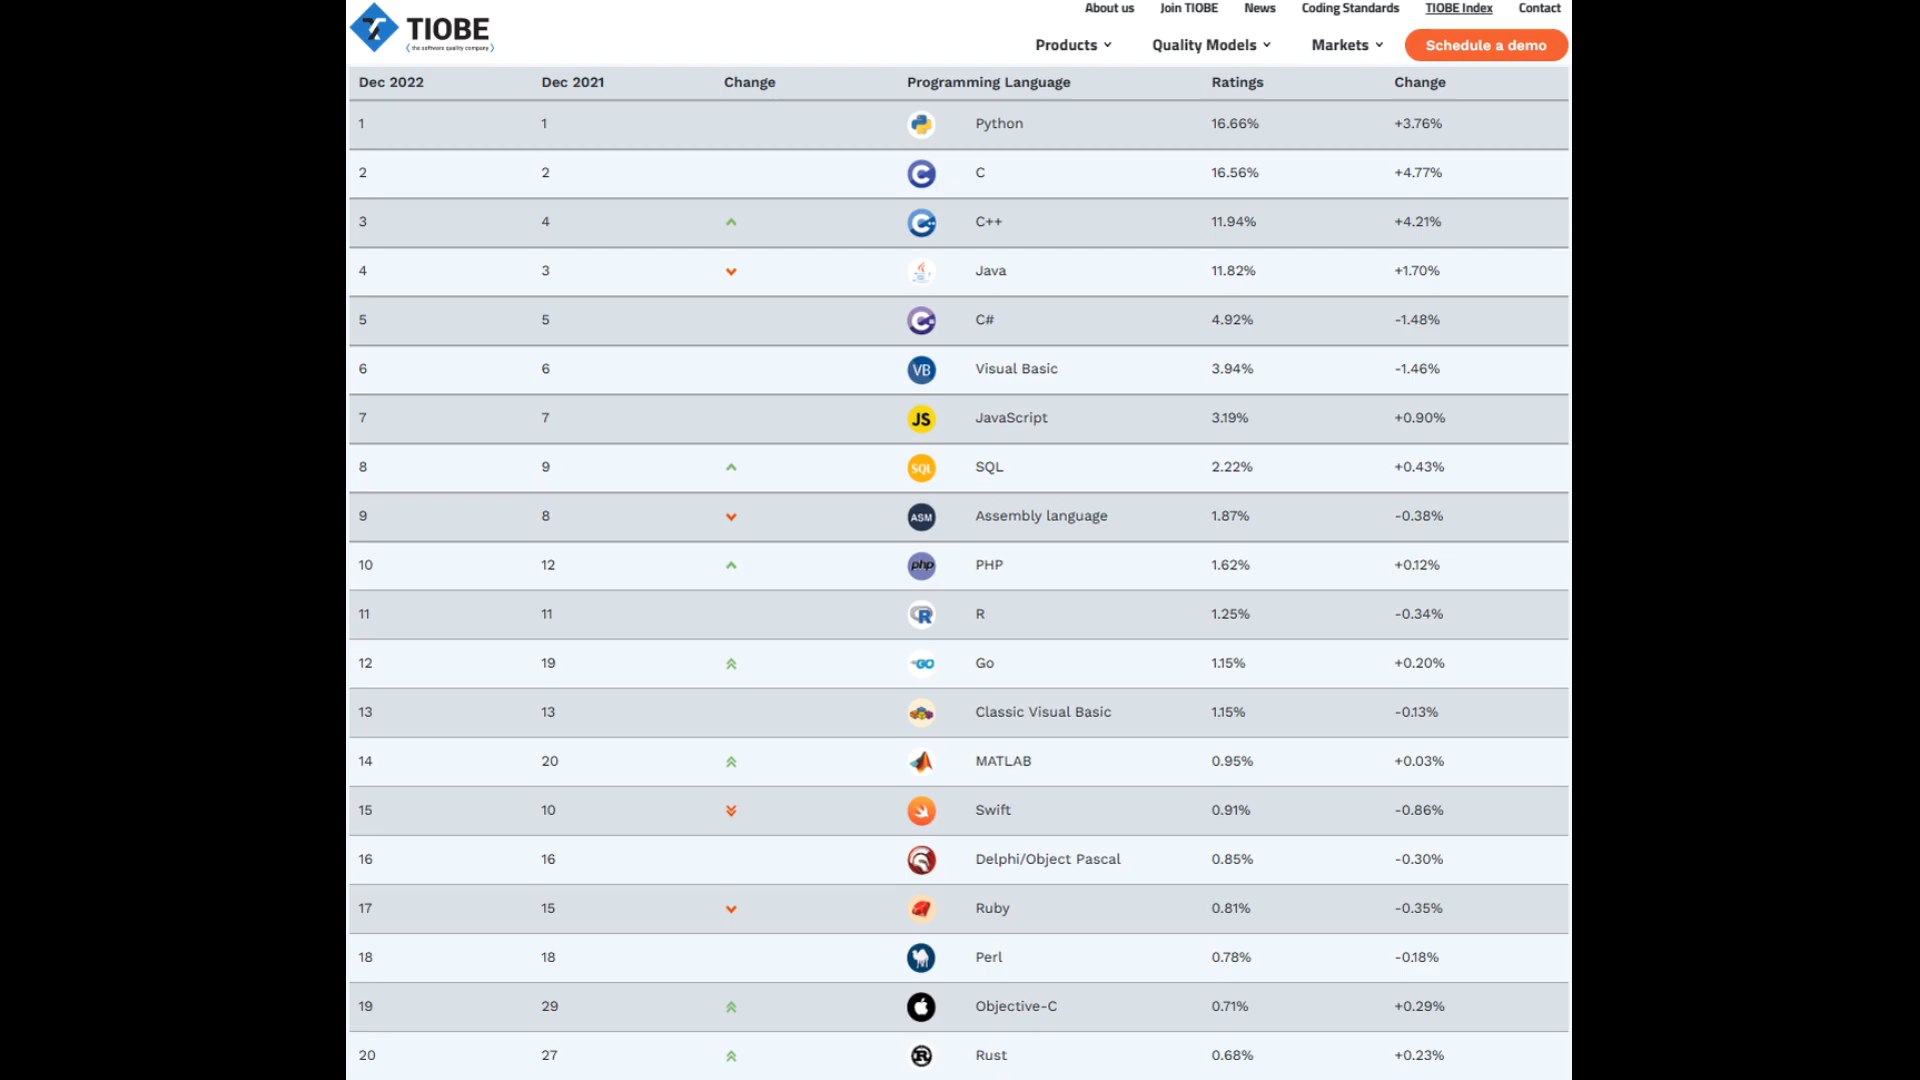 About us Join TIOBE News Coding Standards TIOBE Index Contact
TIOBE
(the software quality company)
Products Quality Models Markets Schedule a demo
Dec 2022 Dec 2021 Change Programming Language Ratings Change
1 1 Python 16.66% +3.76%
2 2 C C 16.56% +4.77%
3 4 C++ 11.94% +4.21%
4 3 Java 11.82% +1.70%
5 5 C C# 4.92% -1.48%
6 6 VB Visual Basic 3.94% -1.46%
7 7 JS JavaScript 3.19% +0.90%
8 9 SQL SQL 2.22% +0.43%
9 8 ASM Assembly language 1.87% -0.38%
10 12 php PHP 1.62% +0.12%
11 11 R R 1.25% -0.34%
12 19 GO Go 1.15% +0.20%
13 13 Classic Visual Basic 1.15% -0.13%
14 20 MATLAB 0.95% +0.03%
15 10 Swift 0.91% -0.86%
16 16 Delphi/Object Pascal 0.85% -0.30%
17 15 Ruby 0.81% -0.35%
18 18 Perl 0.78% -0.18%
19 29 Objective-C 0.71% +0.29%
20 27 R Rust 0.68% +0.23%